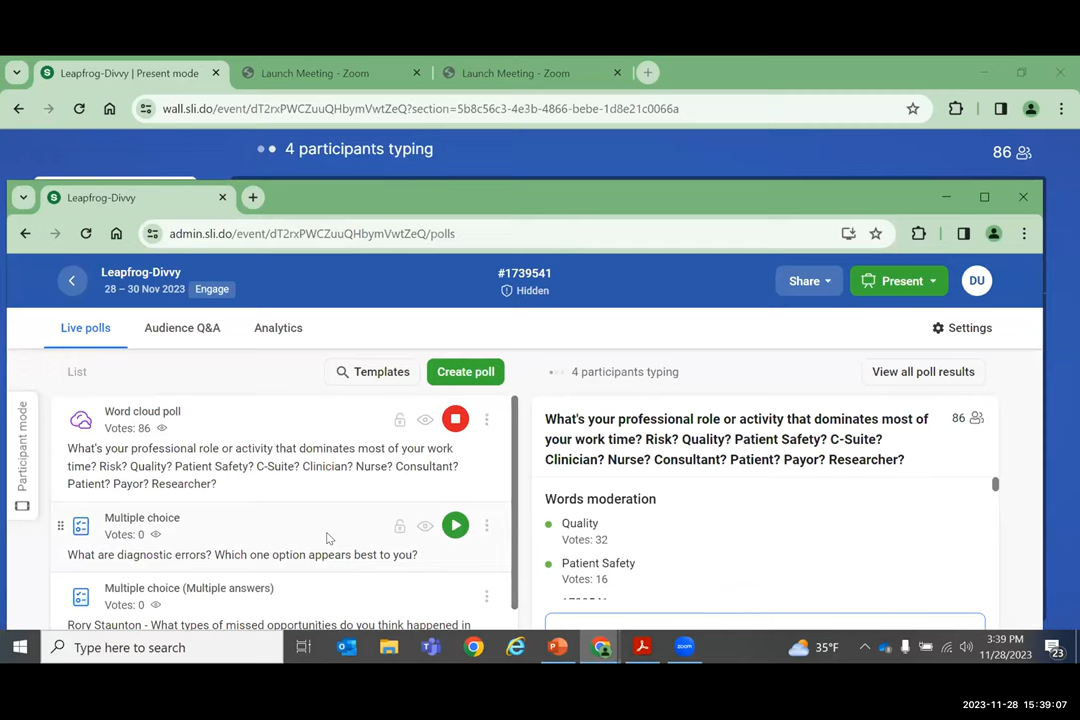 Leapfrog-Divvy | Present mode
Launch Meeting - Zoom
Launch Meeting - Zoom
wall.sli.do/event/dT2rxPWCZuuQHbymVwtZeQ?section=5b8c56c3-4e3b-4866-bebe-1d8e21c0066a
4 participants typing
86
Leapfrog-Divvy
admin.sli.do/event/dT2rxPWCZuuQHbymVwtZeQ/polls
Leapfrog-Divvy
28 – 30 Nov 2023 Engage
#1739541
Hidden
Share
Present
DU
Live polls
Audience Q&A
Analytics
Settings
List
Templates
Create poll
4 participants typing
View all poll results
Participant mode
Word cloud poll
Votes: 86
What's your professional role or activity that dominates most of your work
time? Risk? Quality? Patient Safety? C-Suite? Clinician? Nurse? Consultant?
Patient? Payor? Researcher?
Multiple choice
Votes: 0
What are diagnostic errors? Which one option appears best to you?
Multiple choice (Multiple answers)
Votes: 0
Rory Staunton - What types of missed opportunities do you think happened in
What's your professional role or activity that dominates most of
your work time? Risk? Quality? Patient Safety? C-Suite?
Clinician? Nurse? Consultant? Patient? Payor? Researcher?
86
Words moderation
Quality
Votes: 32
Patient Safety
Votes: 16
Type here to search
35°F
3:39 PM
11/28/2023
23
2023-11-28 15:39:07